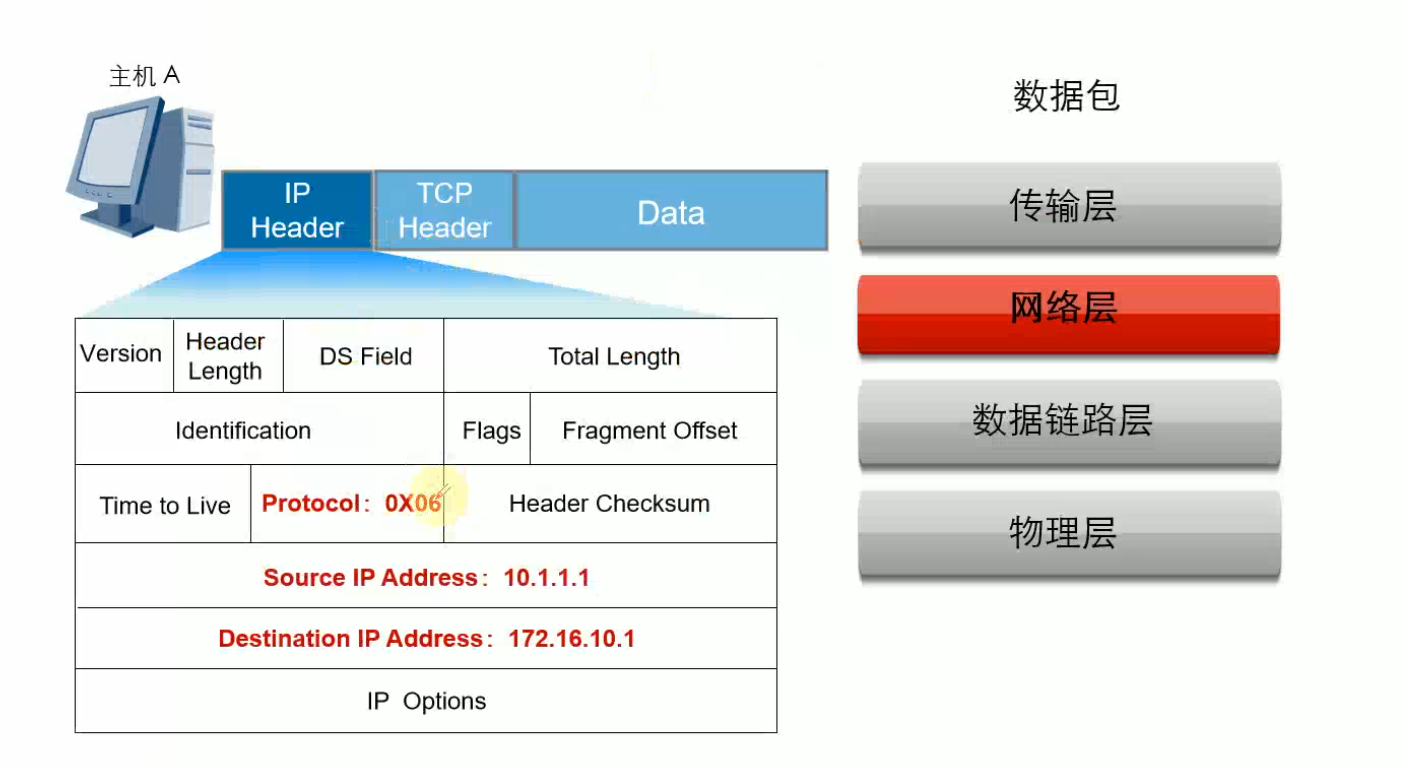 主机 A
数据包
IP
Header
TCP
Header
Data
传输层
网络层
数据链路层
物理层
Version
Header
Length
DS Field
Total Length
Identification
Flags
Fragment Offset
Time to Live
Protocol： 0X06
Header Checksum
Source IP Address： 10.1.1.1
Destination IP Address： 172.16.10.1
IP Options